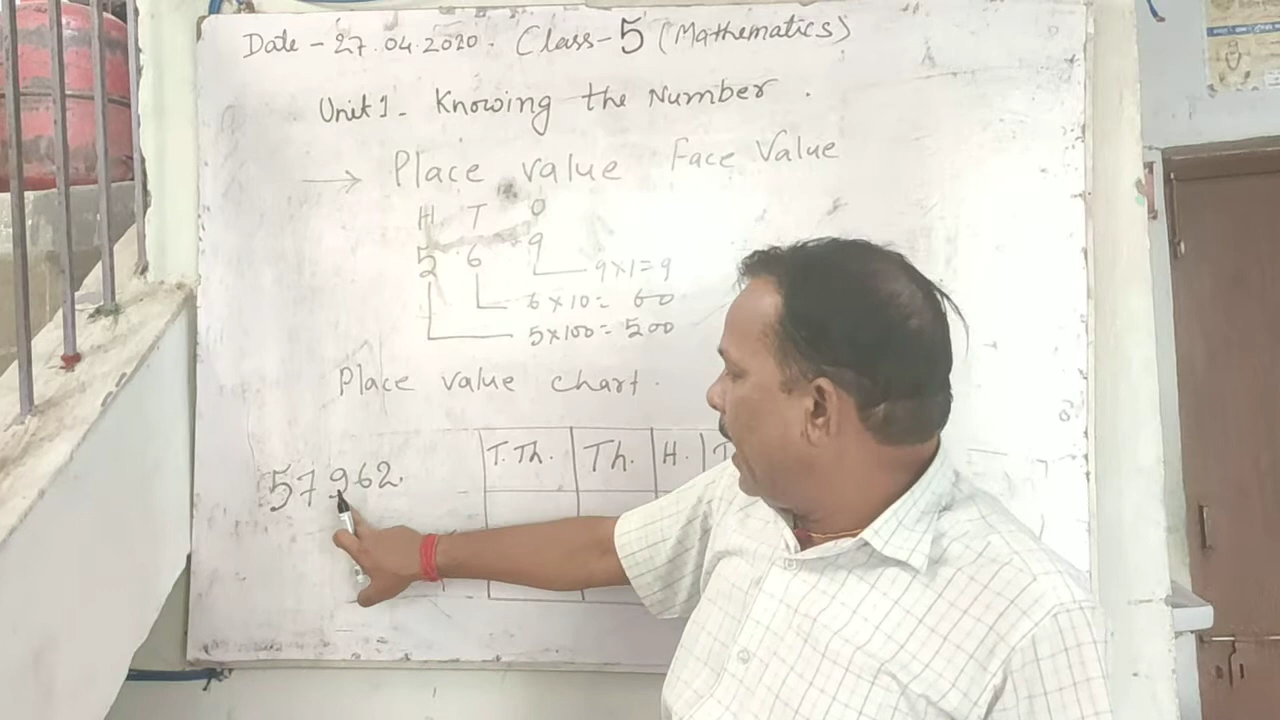 Date - 27.04.2020. Class-5 (Mathematics)
Unit 1- Knowing the Number.
→ Place value Face Value
H T O
5 6 9
9×1=9
6×10= 60
5×100= 500
Place value chart.
T.Th. Th. H. T
57962